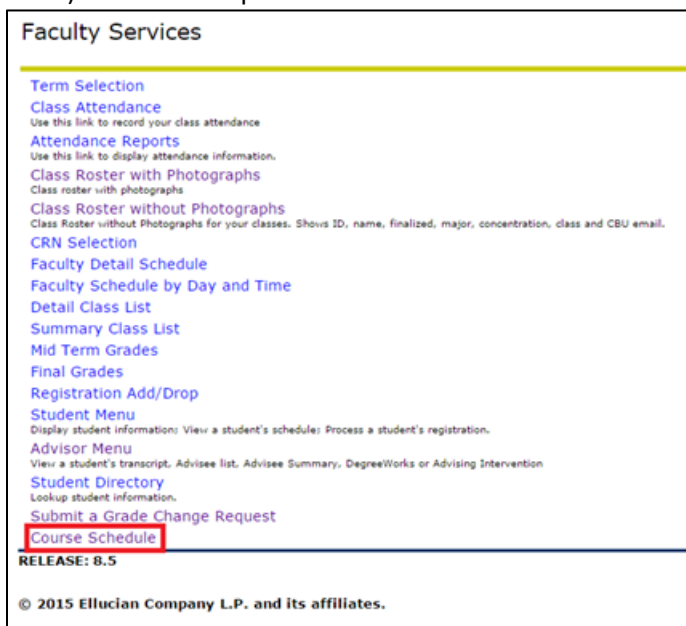 Faculty Services
Term Selection
Class Attendance
Use this link to record your class attendance
Attendance Reports
Use this link to display attendance information.
Class Roster with Photographs
Class roster with photographs
Class Roster without Photographs
Class Roster without Photographs for your classes. Shows ID, name, finalized, major, concentration, class and CBU email.
CRN Selection
Faculty Detail Schedule
Faculty Schedule by Day and Time
Detail Class List
Summary Class List
Mid Term Grades
Final Grades
Registration Add/Drop
Student Menu
Display student information; View a student's schedule; Process a student's registration.
Advisor Menu
View a student's transcript, Advisee list, Advisee Summary, DegreeWorks or Advising Intervention
Student Directory
Lookup student information.
Submit a Grade Change Request
Course Schedule
RELEASE: 8.5
© 2015 Ellucian Company L.P. and its affiliates.